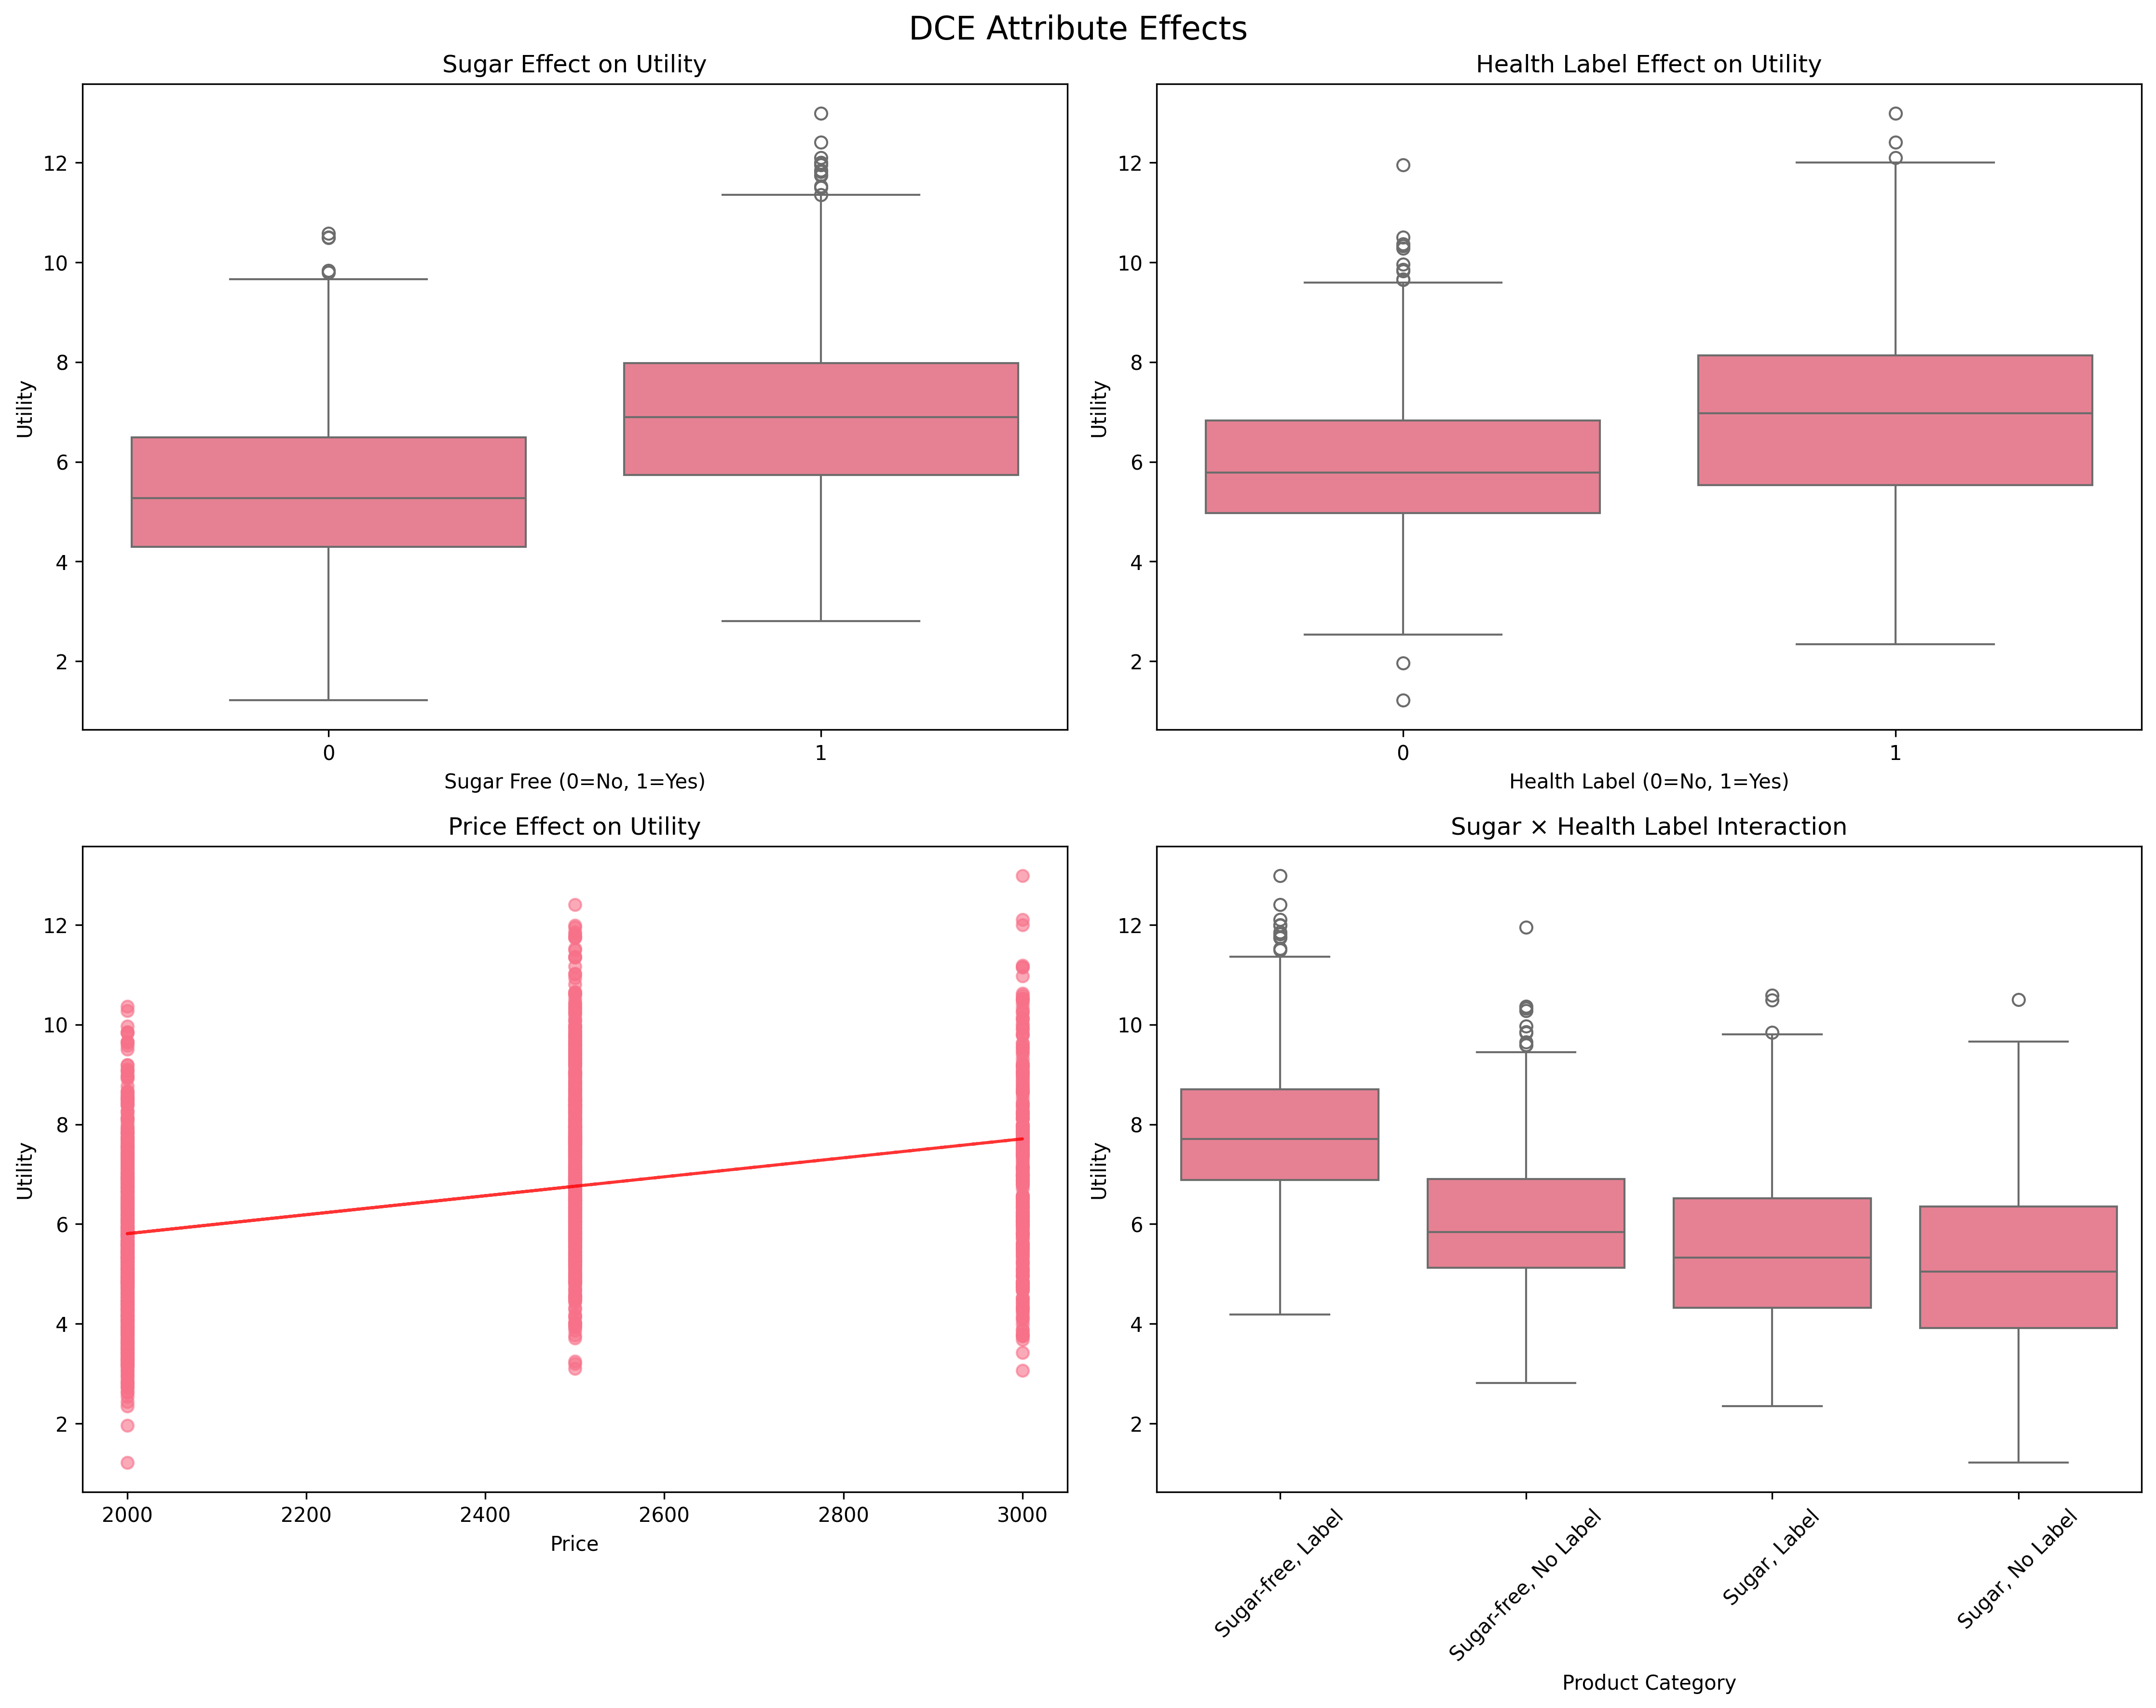 DCE Attribute Effects
Sugar Effect on Utility
Utility
12
10
8
6
4
2
0
1
Sugar Free (0=No, 1=Yes)
Health Label Effect on Utility
Utility
12
10
8
6
4
2
0
1
Health Label (0=No, 1=Yes)
Price Effect on Utility
Utility
12
10
8
6
4
2
2000
2200
2400
2600
2800
3000
Price
Sugar × Health Label Interaction
Utility
12
10
8
6
4
2
Sugar-free, Label
Sugar-free, No Label
Sugar, Label
Sugar, No Label
Product Category